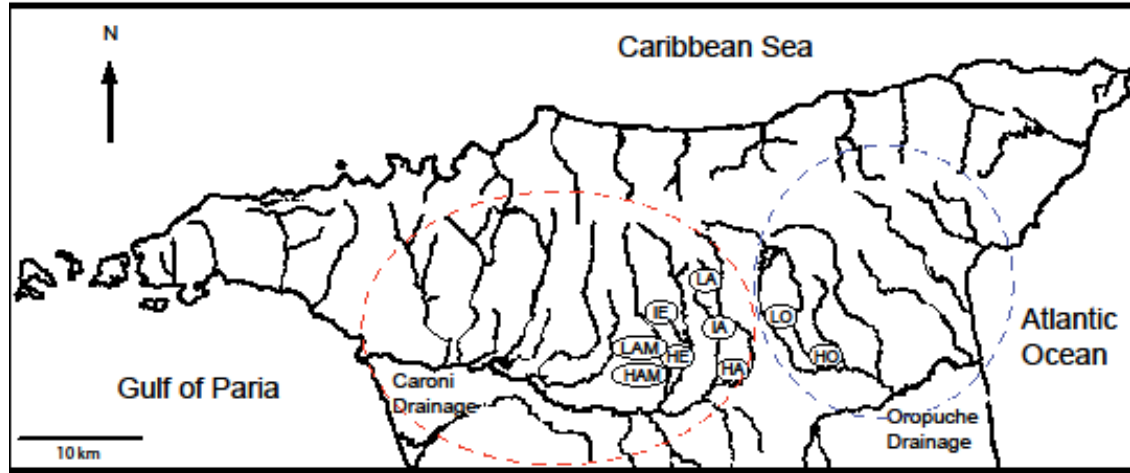 N
Caribbean Sea
LA
IE
IA
LO
LAM
HE
HO
HAM
HA
Atlantic
Ocean
Gulf of Paria
Caroni
Drainage
Oropuche
Drainage
10 km